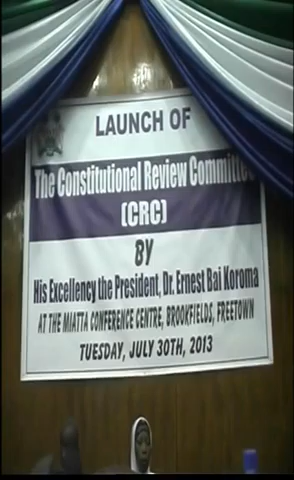 LAUNCH OF
The Constitutional Review Committee
(CRC)
BY
His Excellency the President, Dr. Ernest Bai Koroma
AT THE MIATTA CONFERENCE CENTRE, BROOKFIELDS, FREETOWN
TUESDAY, JULY 30TH, 2013